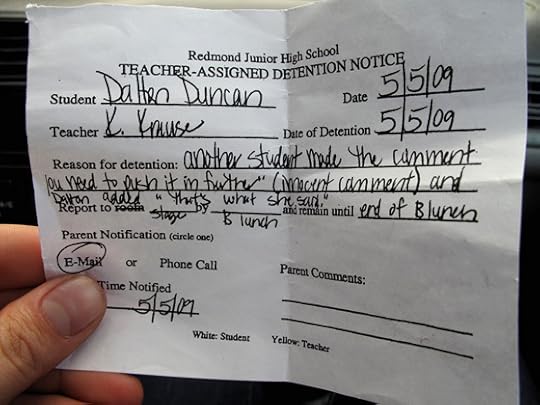 Redmond Junior High School
TEACHER-ASSIGNED DETENTION NOTICE
Student Dalton Duncan Date 5/5/09
Teacher K. Krause Date of Detention 5/5/09
Reason for detention: another student made the comment
"you need to push it in further" (innocent comment) and
Dalton added "that's what she said."
Report to room stage by B lunch and remain until end of B lunch
Parent Notification (circle one)
E-Mail or Phone Call Parent Comments:
Time Notified
5/5/09
White: Student Yellow: Teacher